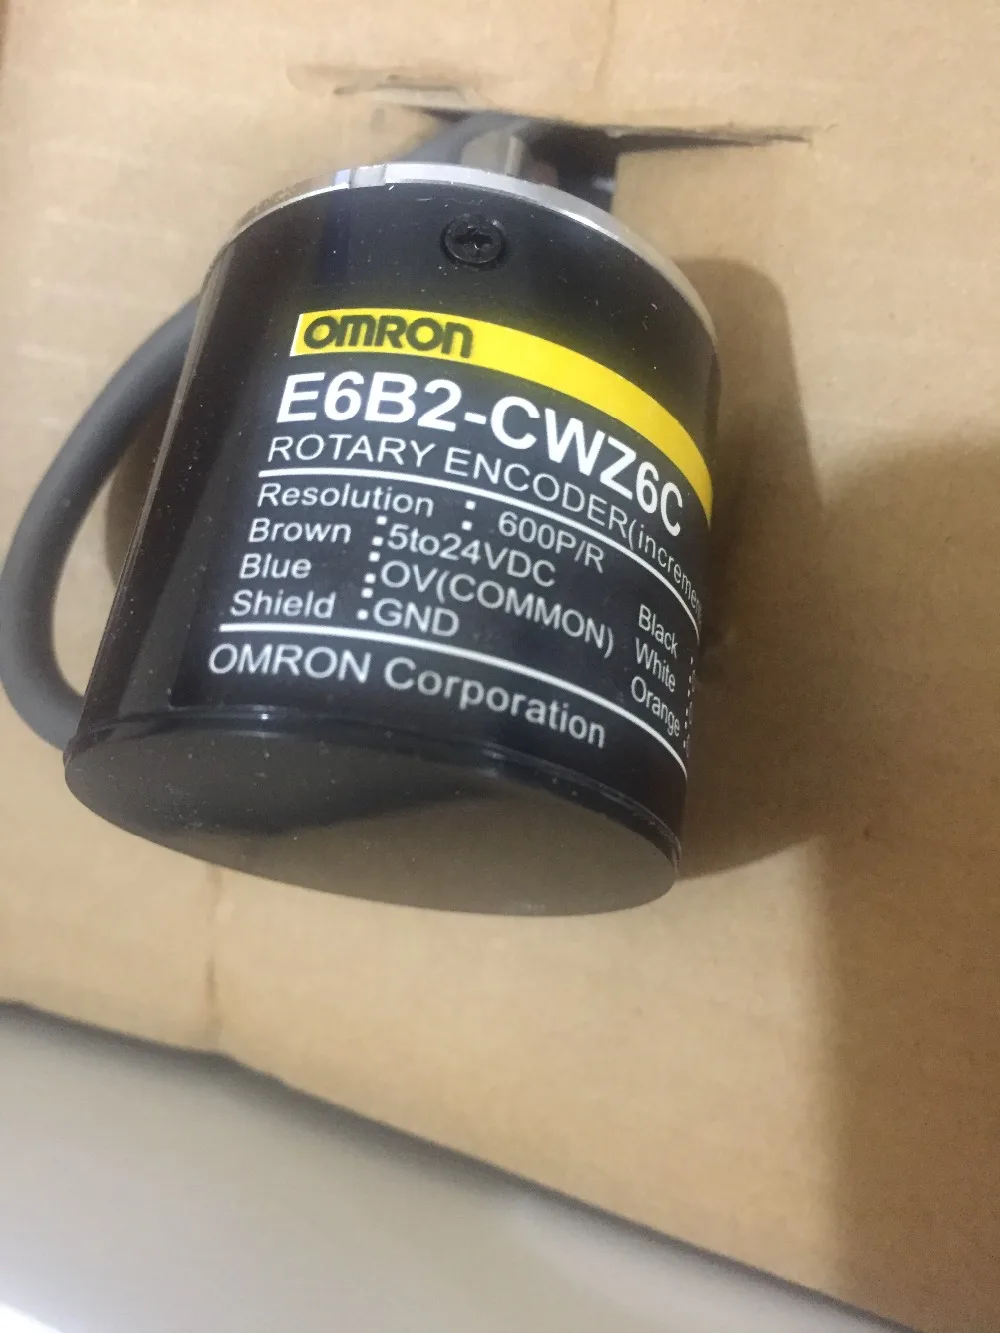 OMRON
E6B2-CWZ6C
ROTARY ENCODER(increme
Resolution : 600P/R
Brown :5to24VDC Black :
Blue :OV(COMMON) White :
Shield :GND Orange :
OMRON Corporation